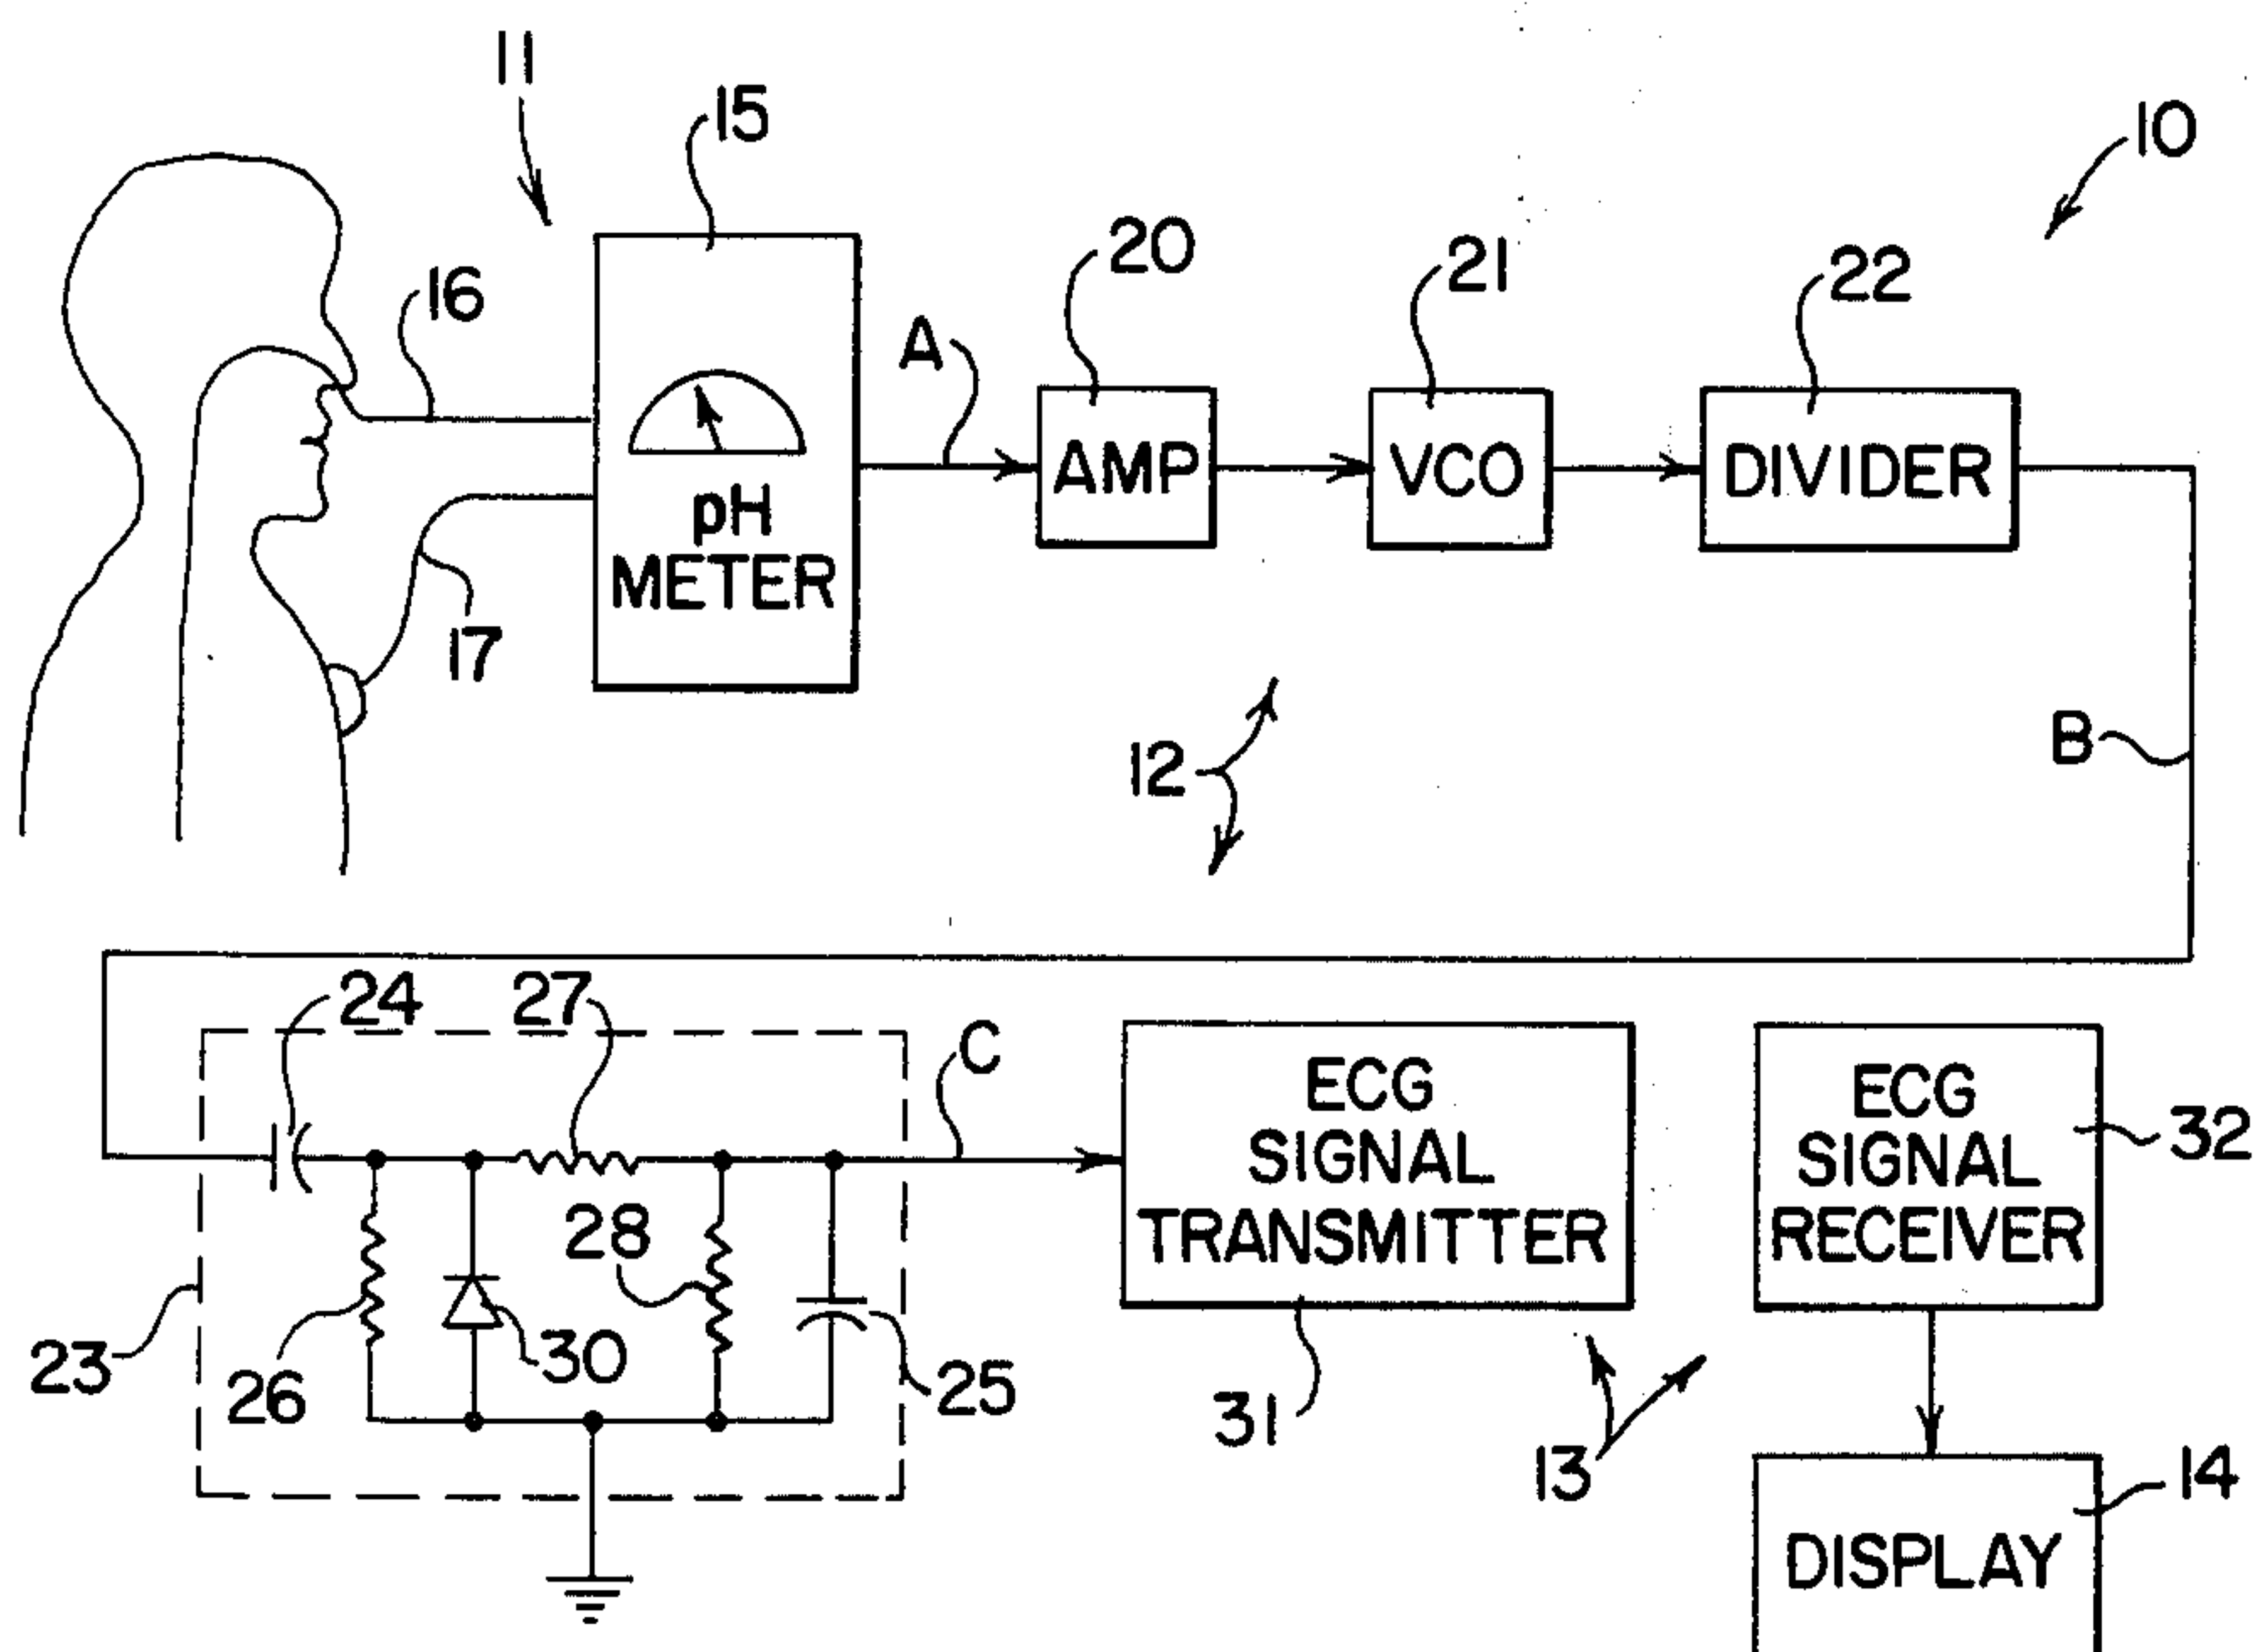 11
15
10
20
21
22
16
A
AMP
VCO
DIVIDER
pH
METER
17
12
B
24
27
C
ECG
SIGNAL
TRANSMITTER
ECG
SIGNAL
RECEIVER
32
28
23
26
30
25
31
13
14
DISPLAY